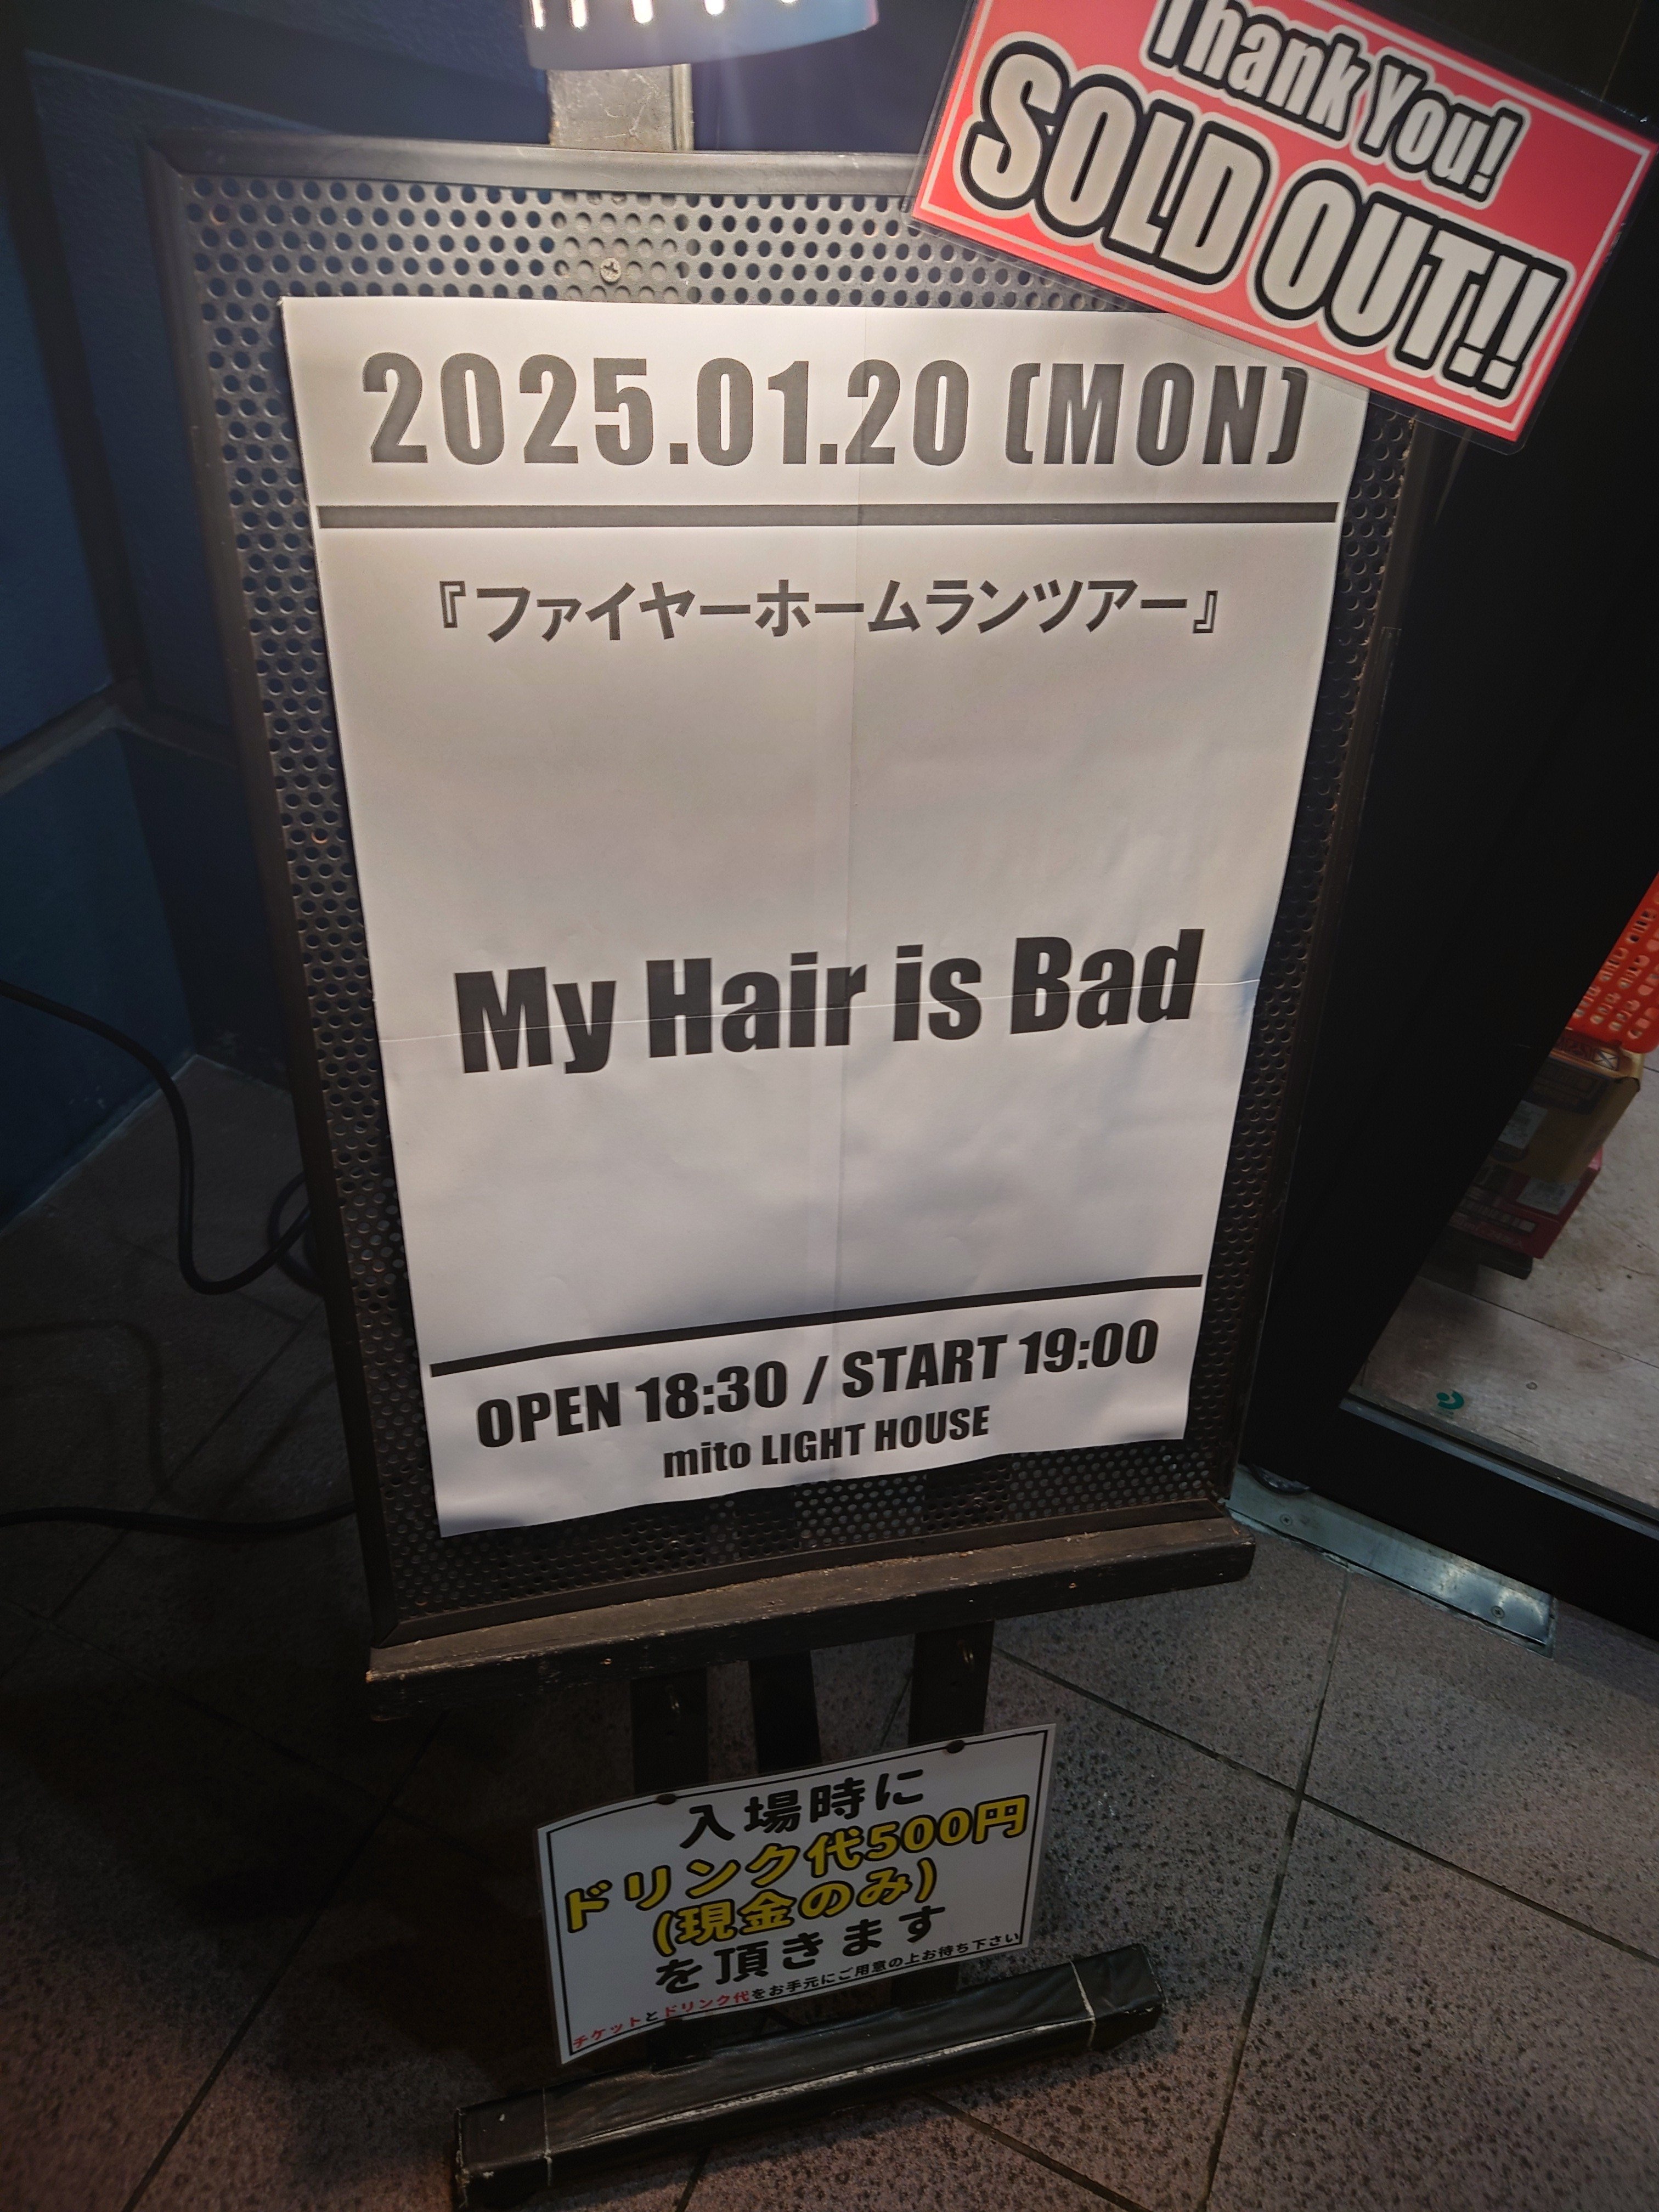 Thank You!
SOLD OUT!!
2025.01.20 (MON)
『ファイヤーホームランツアー』
My Hair is Bad
OPEN 18:30 / START 19:00
mito LIGHT HOUSE
入場時に
ドリンク代500円
(現金のみ)
を頂きます
チケットとドリンク代をお手元にご用意の上お待ち下さい